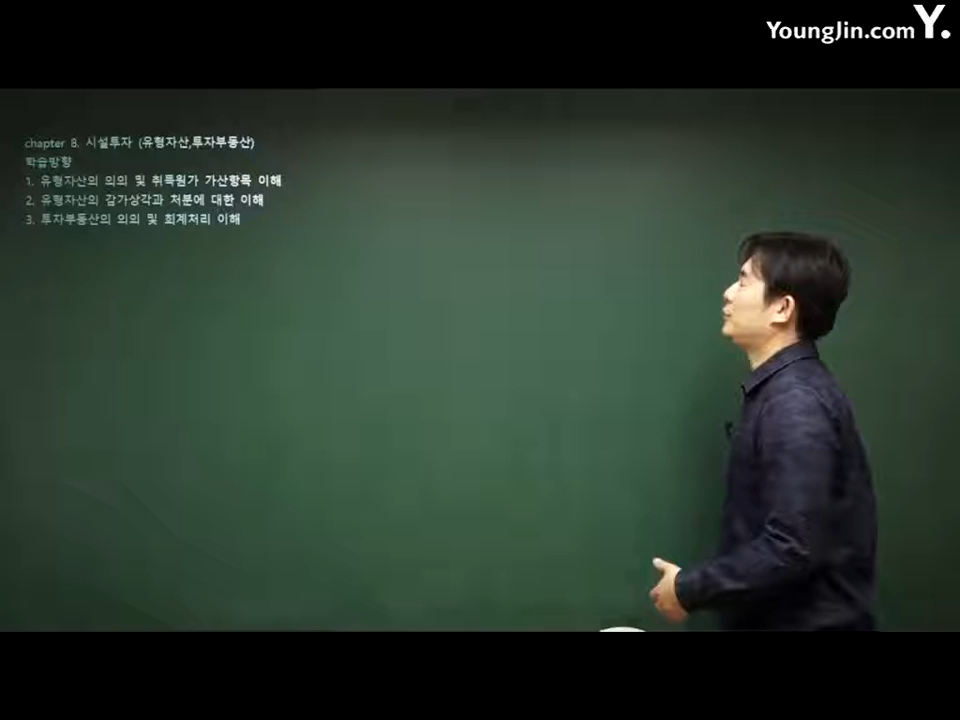 YoungJin.com Y.
chapter 8. 시설투자 (유형자산,투자부동산)
학습방향
1. 유형자산의 의의 및 취득원가 가산항목 이해
2. 유형자산의 감가상각과 처분에 대한 이해
3. 투자부동산의 의의 및 회계처리 이해